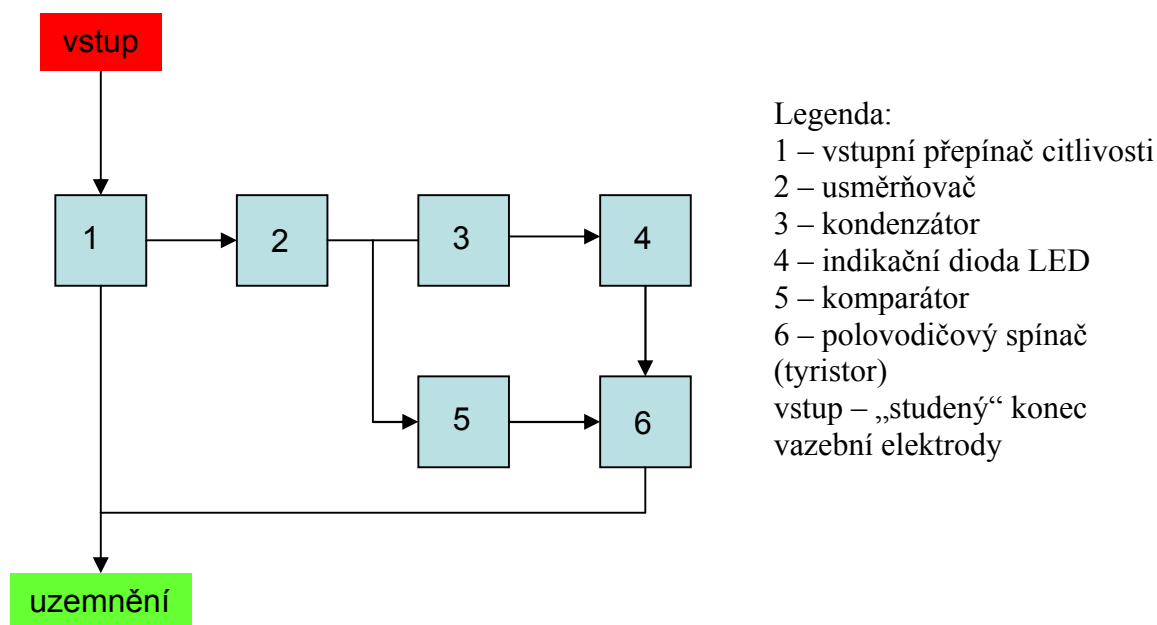 vstup
1
2
3
4
5
6
uzemnění
Legenda:
1 – vstupní přepínač citlivosti
2 – usměrňovač
3 – kondenzátor
4 – indikační dioda LED
5 – komparátor
6 – polovodičový spínač
(tyristor)
vstup – „studený“ konec
vazební elektrody